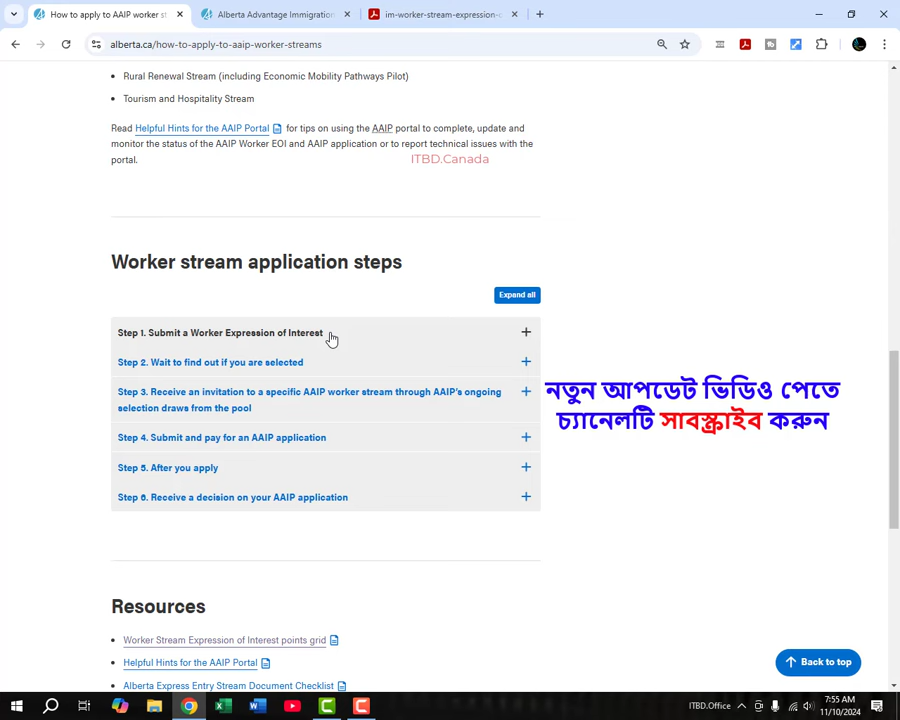 How to apply to AAIP worker st
Alberta Advantage Immigration
im-worker-stream-expression-
alberta.ca/how-to-apply-to-aaip-worker-streams
Rural Renewal Stream (including Economic Mobility Pathways Pilot)
Tourism and Hospitality Stream
Read Helpful Hints for the AAIP Portal for tips on using the AAIP portal to complete, update and
monitor the status of the AAIP Worker EOI and AAIP application or to report technical issues with the
portal.
ITBD.Canada
Worker stream application steps
Expand all
Step 1. Submit a Worker Expression of Interest
Step 2. Wait to find out if you are selected
Step 3. Receive an invitation to a specific AAIP worker stream through AAIP's ongoing
selection draws from the pool
Step 4. Submit and pay for an AAIP application
Step 5. After you apply
Step 6. Receive a decision on your AAIP application
নতুন আপডেট ভিডিও পেতে
চ্যানেলটি সাবস্ক্রাইব করুন
Resources
Worker Stream Expression of Interest points grid
Helpful Hints for the AAIP Portal
Alberta Express Entry Stream Document Checklist
Back to top
ITBD.Office
7:55 AM
11/10/2024